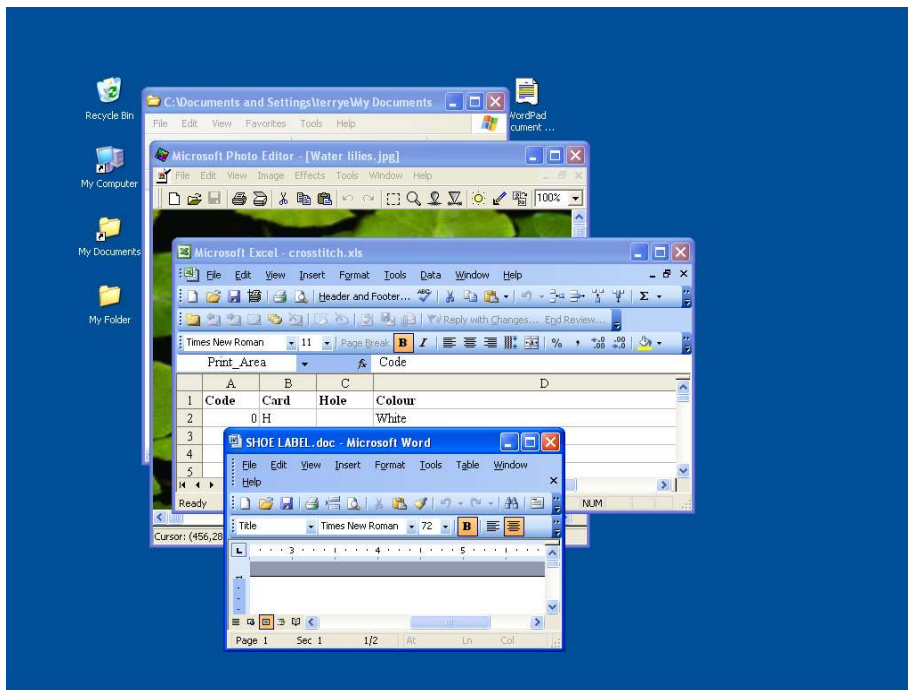 Recycle Bin
My Computer
My Documents
My Folder
WordPad
cument ...
C:\Documents and Settings\terrye\My Documents
File Edit View Favorites Tools Help
Microsoft Photo Editor - [Water lilies.jpg]
File Edit View Image Effects Tools Window Help
100%
Microsoft Excel - crosstitch.xls
File Edit View Insert Format Tools Data Window Help
Header and Footer...
Reply with Changes... End Review...
Times New Roman 11 Page Break B I % ,
Print_Area fx Code
A B C D
1 Code Card Hole Colour
2 0 H White
3
4
5
Ready NUM
Cursor: (456,28
SHOE LABEL.doc - Microsoft Word
File Edit View Insert Format Tools Table Window
Help
Title Times New Roman 72 B
L 3 4 5
Page 1 Sec 1 1/2 At Ln Col